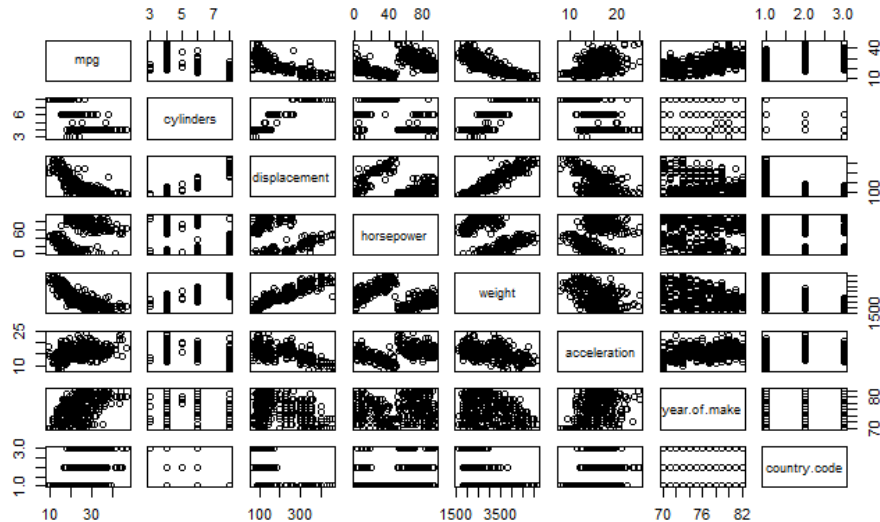 3 5 7 0 40 80 10 20 1.0 2.0 3.0
mpg 10 20 40
3 6 cylinders
displacement 100
0 60 horsepower
weight 1500
10 25 acceleration
year.of.make 70 80
1.0 3.0 country.code
10 30 100 300 1500 3500 70 76 82